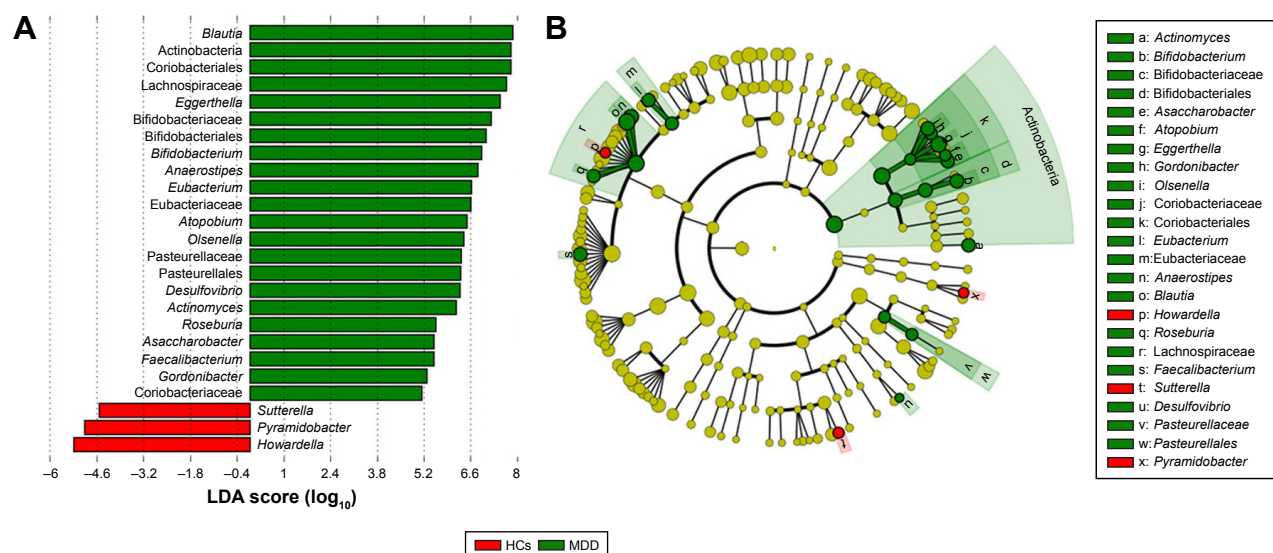 A
Blautia
Actinobacteria
Coriobacteriales
Lachnospiraceae
Eggerthella
Bifidobacteriaceae
Bifidobacteriales
Bifidobacterium
Anaerostipes
Eubacterium
Eubacteriaceae
Atopobium
Olsenella
Pasteurellaceae
Pasteurellales
Desulfovibrio
Actinomyces
Roseburia
Asaccharobacter
Faecalibacterium
Gordonibacter
Coriobacteriaceae
Sutterella
Pyramidobacter
Howardella
–6 –4.6 –3.2 –1.8 –0.4 1 2.4 3.8 5.2 6.6 8
LDA score (log10)
HCs MDD
B
m
l
r
o n
p
q
s
Actinobacteria
k
j
i h
g
f e
d
c
b
a
x
w
v
u
t
a: Actinomyces
b: Bifidobacterium
c: Bifidobacteriaceae
d: Bifidobacteriales
e: Asaccharobacter
f: Atopobium
g: Eggerthella
h: Gordonibacter
i: Olsenella
j: Coriobacteriaceae
k: Coriobacteriales
l: Eubacterium
m:Eubacteriaceae
n: Anaerostipes
o: Blautia
p: Howardella
q: Roseburia
r: Lachnospiraceae
s: Faecalibacterium
t: Sutterella
u: Desulfovibrio
v: Pasteurellaceae
w: Pasteurellales
x: Pyramidobacter